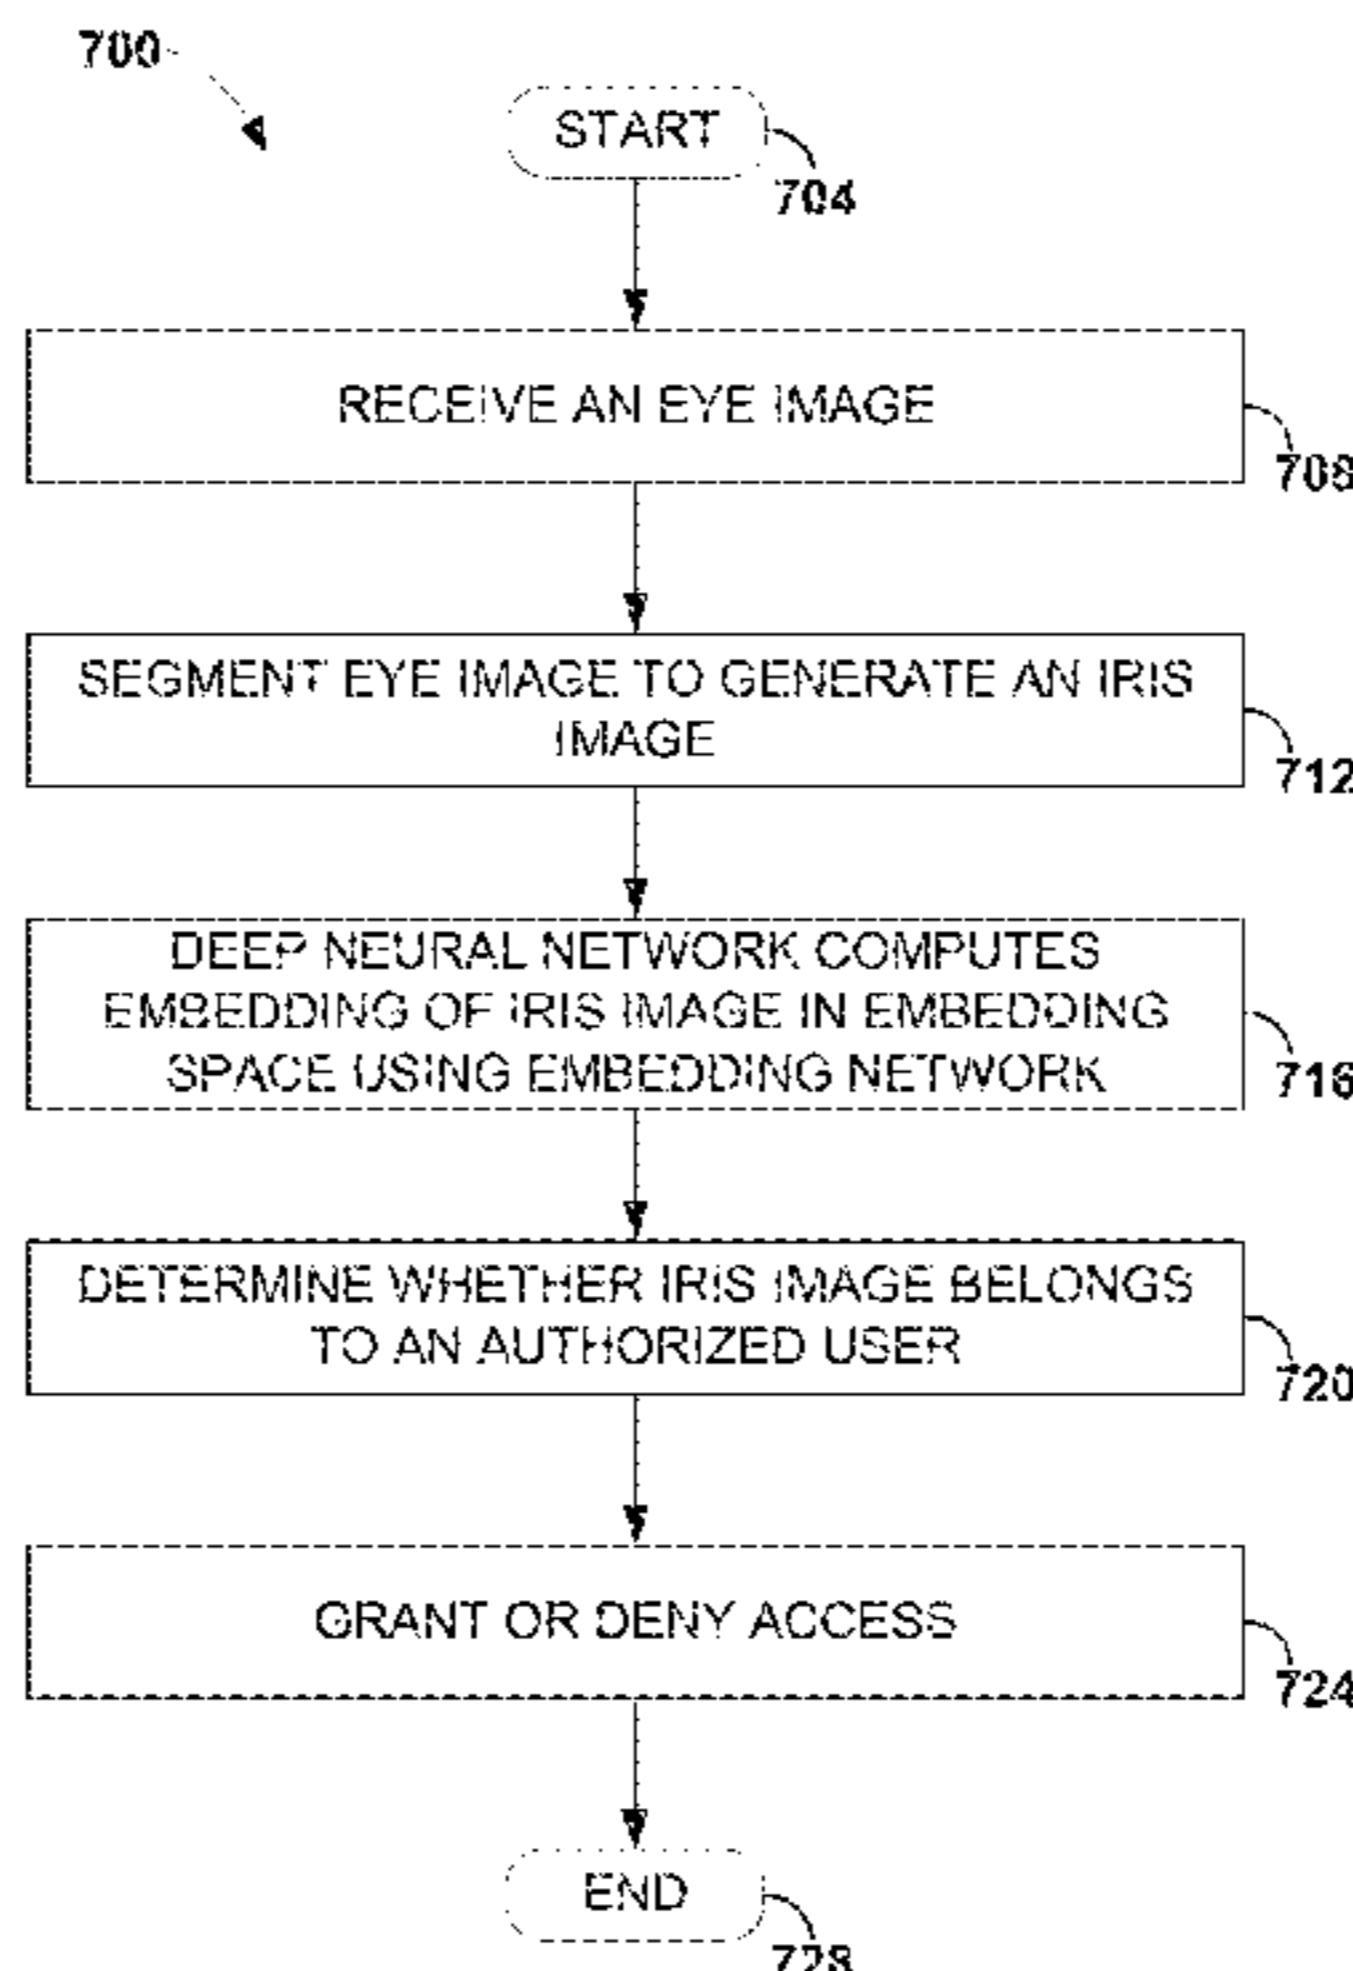 700
START
704
RECEIVE AN EYE IMAGE
708
SEGMENT EYE IMAGE TO GENERATE AN IRIS
IMAGE
712
DEEP NEURAL NETWORK COMPUTES
EMBEDDING OF IRIS IMAGE IN EMBEDDING
SPACE USING EMBEDDING NETWORK
716
DETERMINE WHETHER IRIS IMAGE BELONGS
TO AN AUTHORIZED USER
720
GRANT OR DENY ACCESS
724
END
728